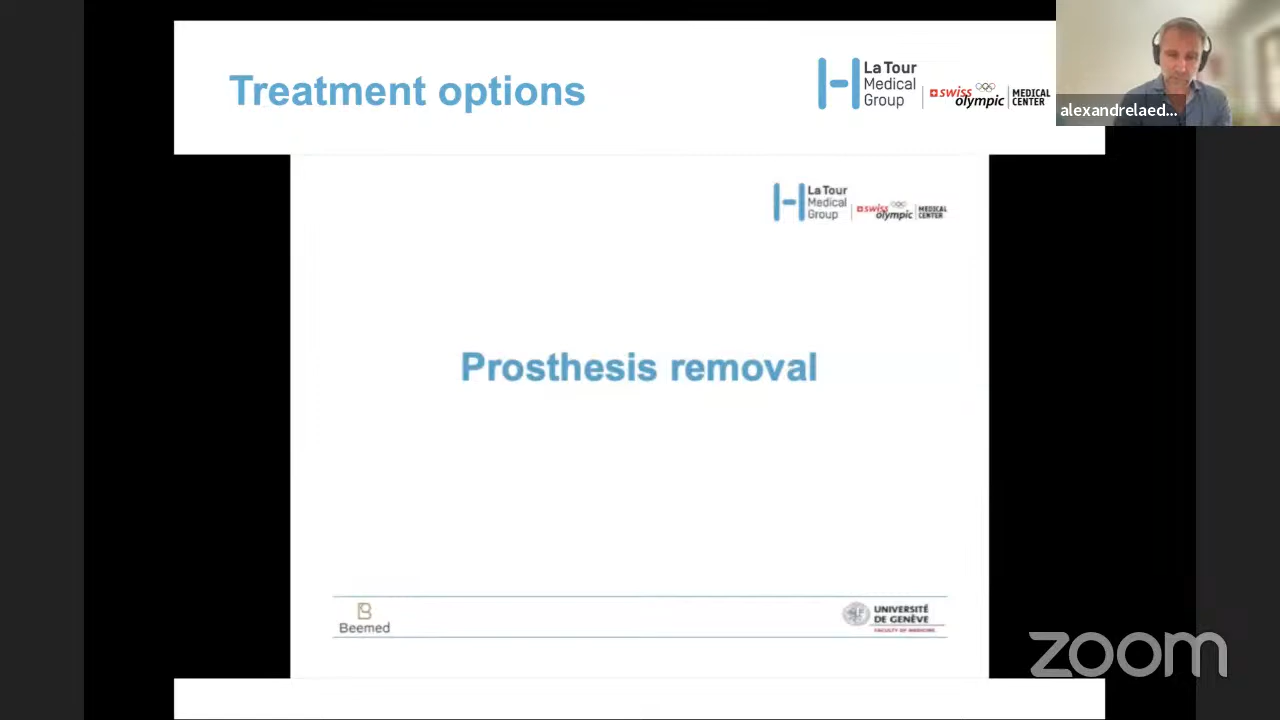 Treatment options
La Tour
Medical
Group
swiss
olympic
MEDICAL
CENTER
alexandrelaed...
La Tour
Medical
Group
swiss
olympic
MEDICAL
CENTER
Prosthesis removal
Beemed
UNIVERSITÉ
DE GENÈVE
FACULTY OF MEDICINE
zoom